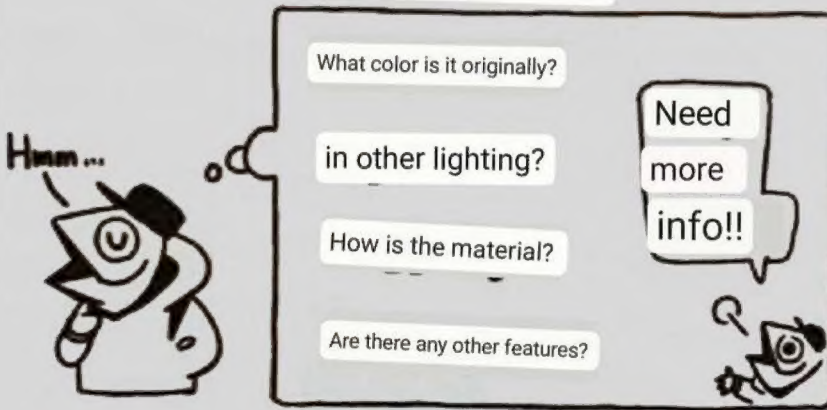 Hmm...
What color is it originally?
in other lighting?
How is the material?
Are there any other features?
Need
more
info!!